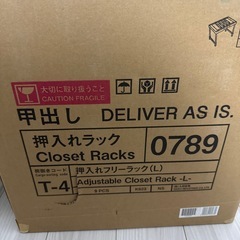 大切に取り扱うこと
CAUTION FRAGILE
甲出し DELIVER AS IS.
押入れラック
Closet Racks
0789
T-4
押入れフリーラック(L)
Adjustable Closet Rack -L-